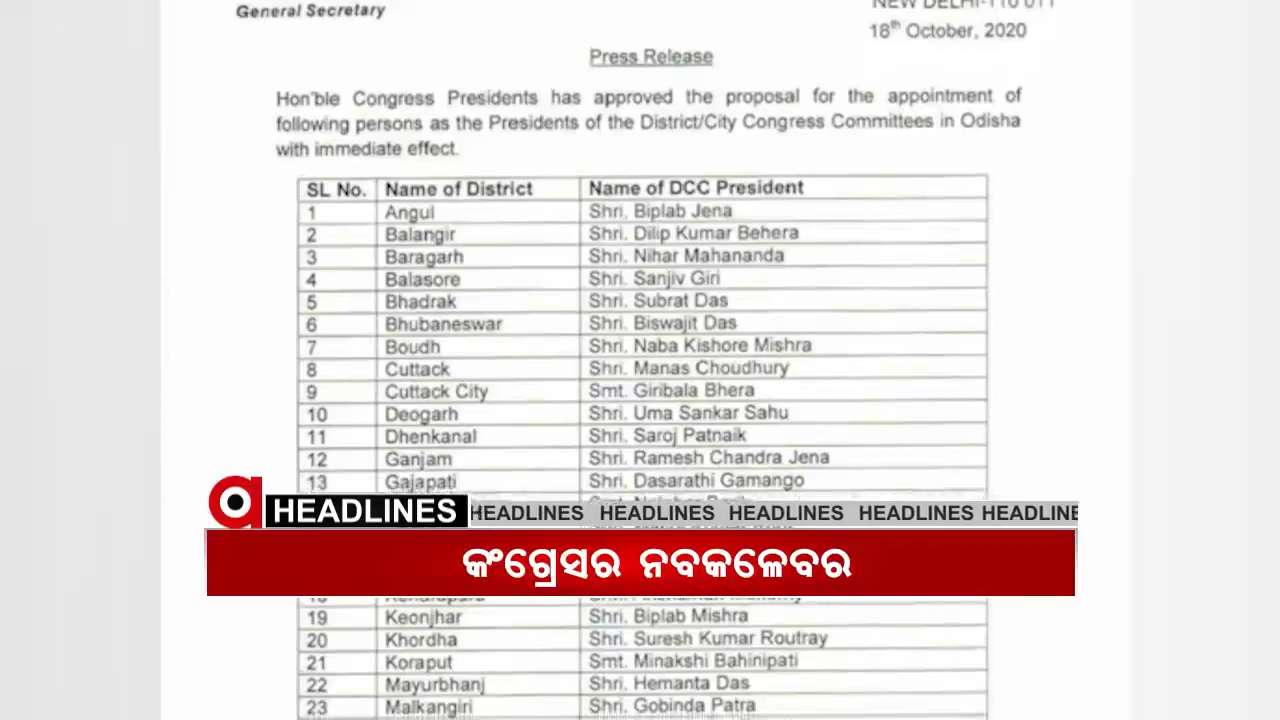 General Secretary
NEW DELHI-110 011
18th October, 2020
Press Release
Hon'ble Congress Presidents has approved the proposal for the appointment of
following persons as the Presidents of the District/City Congress Committees in Odisha
with immediate effect.
SL No. Name of District Name of DCC President
1 Angul Shri. Biplab Jena
2 Balangir Shri. Dilip Kumar Behera
3 Baragarh Shri. Nihar Mahananda
4 Balasore Shri. Sanjiv Giri
5 Bhadrak Shri. Subrat Das
6 Bhubaneswar Shri. Biswajit Das
7 Boudh Shri. Naba Kishore Mishra
8 Cuttack Shri. Manas Choudhury
9 Cuttack City Smt. Giribala Bhera
10 Deogarh Shri. Uma Sankar Sahu
11 Dhenkanal Shri. Saroj Patnaik
12 Ganjam Shri. Ramesh Chandra Jena
13 Gajapati Shri. Dasarathi Gamango
a HEADLINES HEADLINES HEADLINES HEADLINES HEADLINES HEADLINE
କଂଗ୍ରେସର ନବକଳେବର
19 Keonjhar Shri. Biplab Mishra
20 Khordha Shri. Suresh Kumar Routray
21 Koraput Smt. Minakshi Bahinipati
22 Mayurbhanj Shri. Hemanta Das
23 Malkangiri Shri. Gobinda Patra